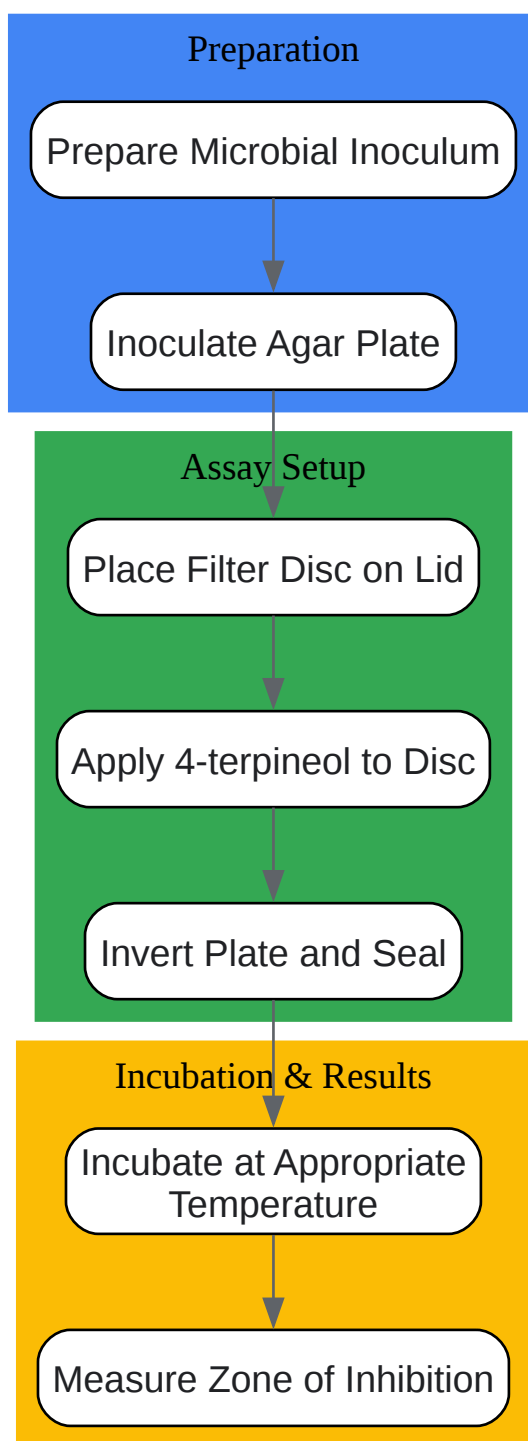 Preparation
Prepare Microbial Inoculum
Inoculate Agar Plate
Assay Setup
Place Filter Disc on Lid
Apply 4-terpineol to Disc
Invert Plate and Seal
Incubation & Results
Incubate at Appropriate
Temperature
Measure Zone of Inhibition